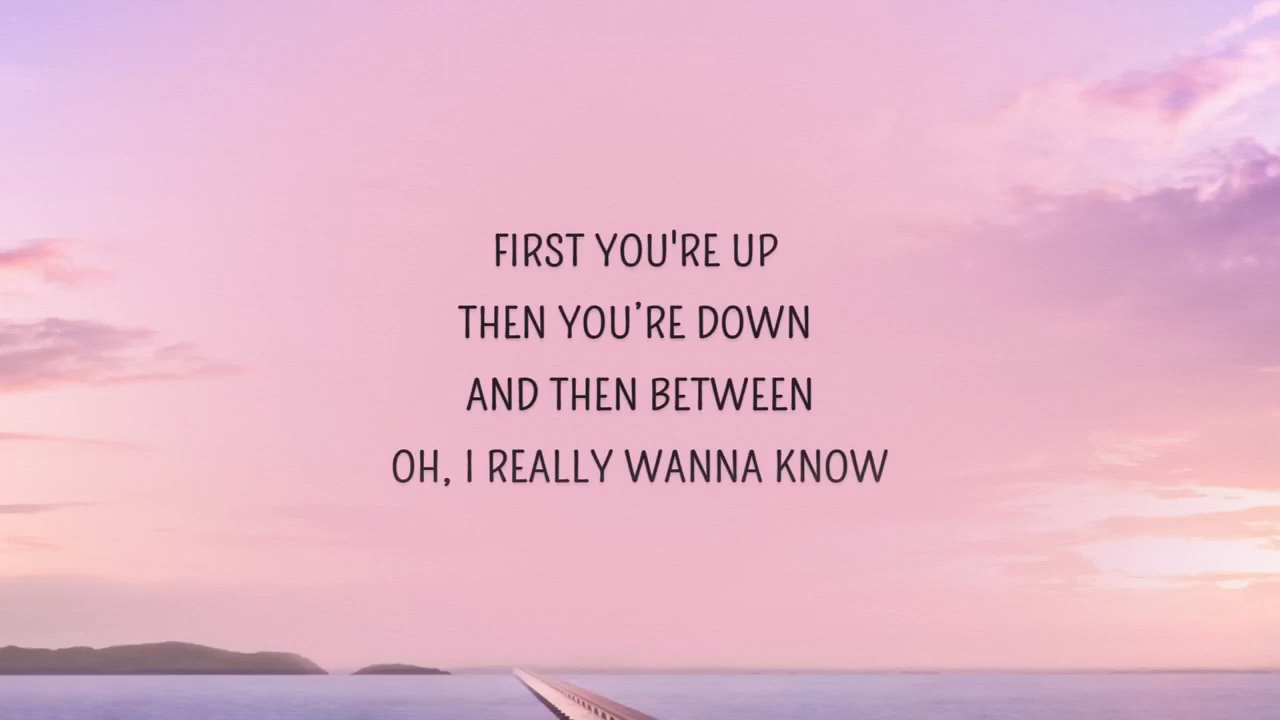 FIRST YOU'RE UP
THEN YOU’RE DOWN
AND THEN BETWEEN
OH, I REALLY WANNA KNOW